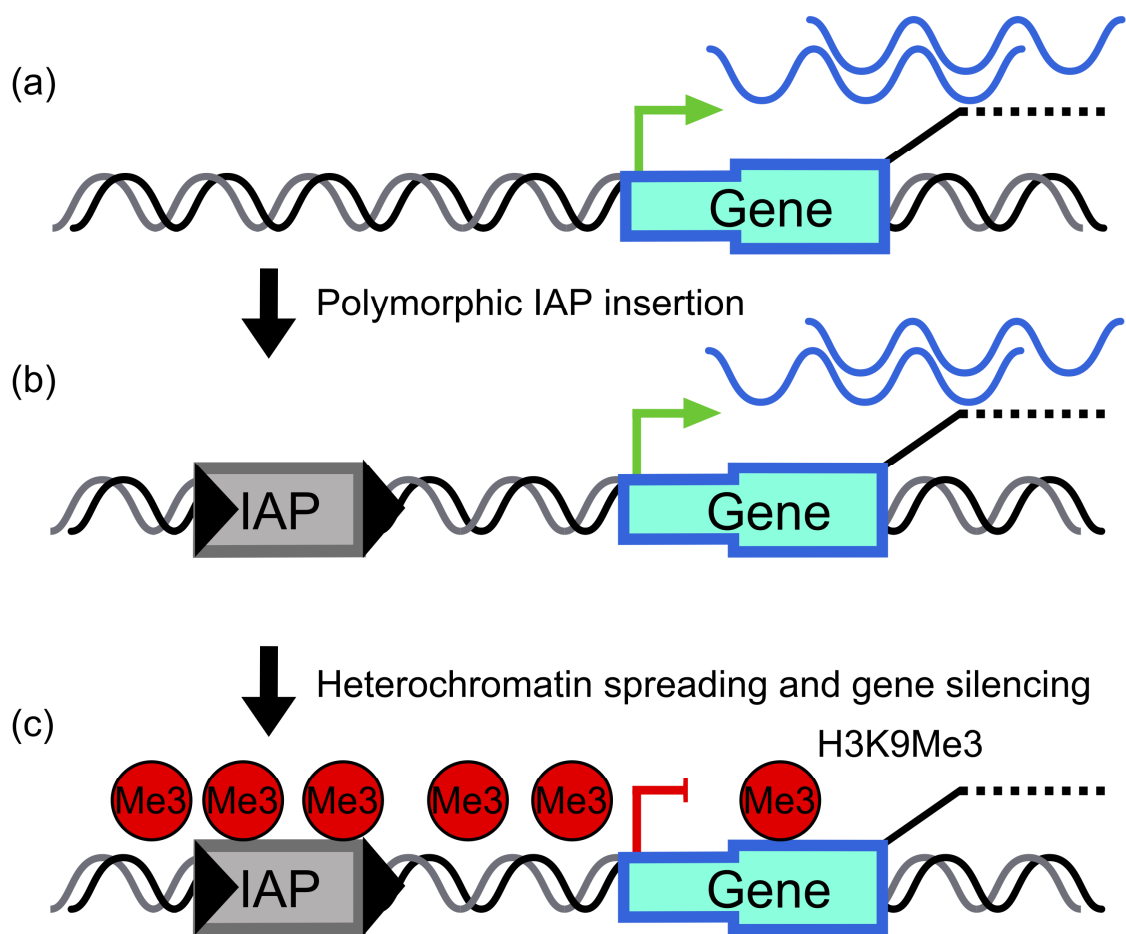 (a)
Gene
Polymorphic IAP insertion
(b)
IAP
Gene
Heterochromatin spreading and gene silencing
(c)
H3K9Me3
Me3 Me3 Me3 Me3 Me3 Me3
IAP
Gene